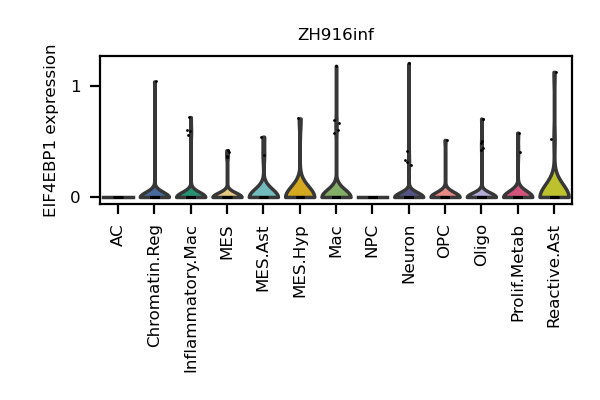 ZH916inf
EIF4EBP1 expression
1
0
AC
Chromatin.Reg
Inflammatory.Mac
MES
MES.Ast
MES.Hyp
Mac
NPC
Neuron
OPC
Oligo
Prolif.Metab
Reactive.Ast